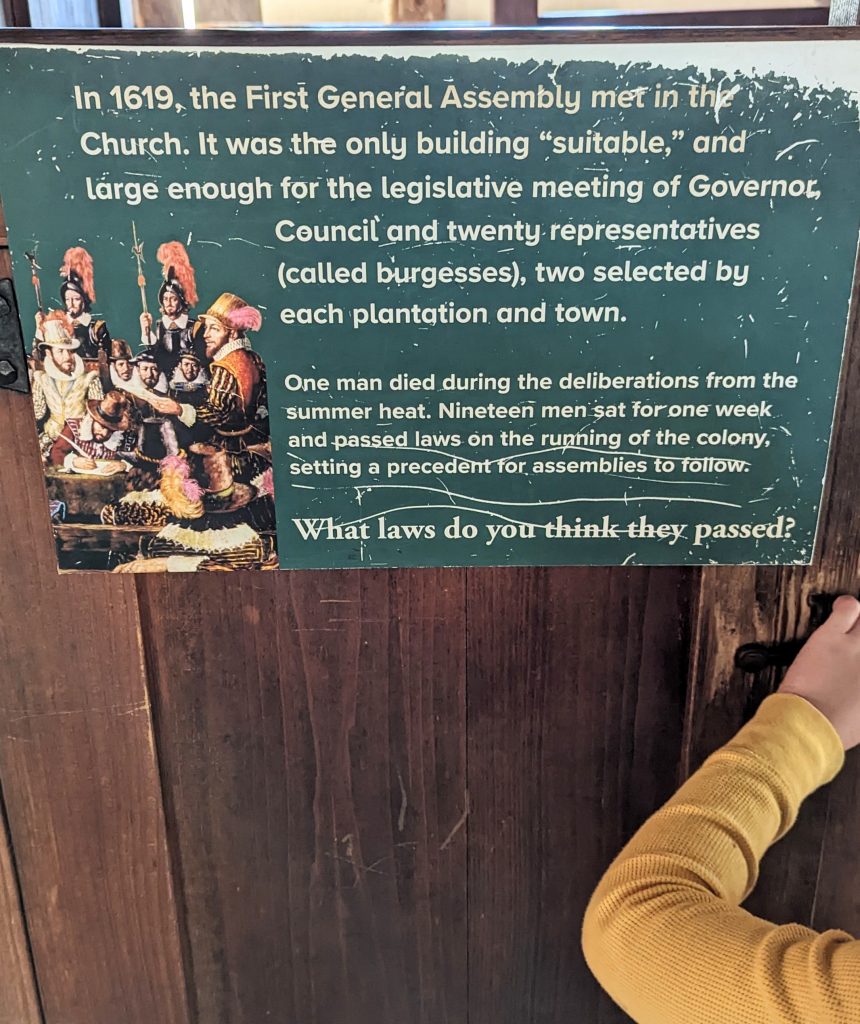 In 1619, the First General Assembly met in the
Church. It was the only building “suitable,” and
large enough for the legislative meeting of Governor,
Council and twenty representatives
(called burgesses), two selected by
each plantation and town.
One man died during the deliberations from the
summer heat. Nineteen men sat for one week
and passed laws on the running of the colony,
setting a precedent for assemblies to follow.
What laws do you think they passed?